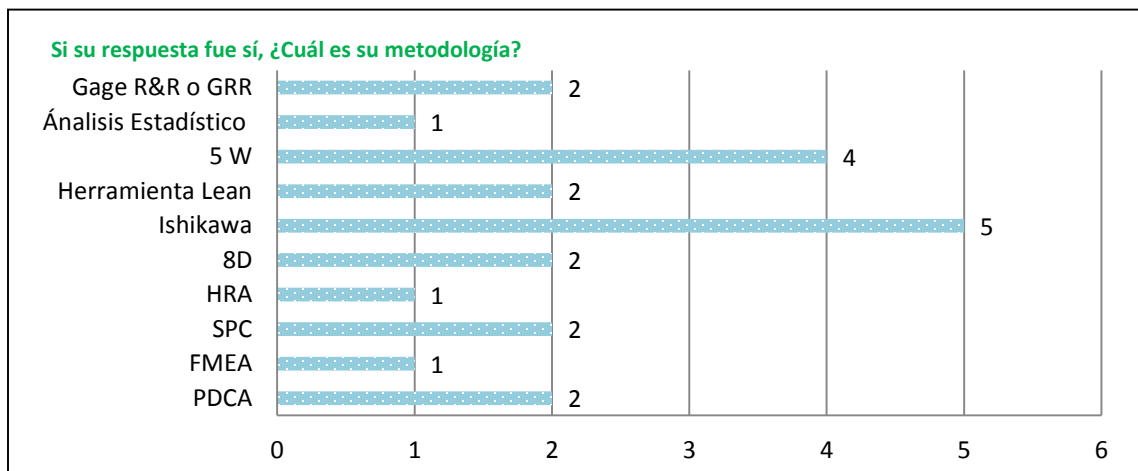 Si su respuesta fue sí, ¿Cuál es su metodología?
Gage R&R o GRR 2
Ánalisis Estadístico 1
5 W 4
Herramienta Lean 2
Ishikawa 5
8D 2
HRA 1
SPC 2
FMEA 1
PDCA 2
0 1 2 3 4 5 6